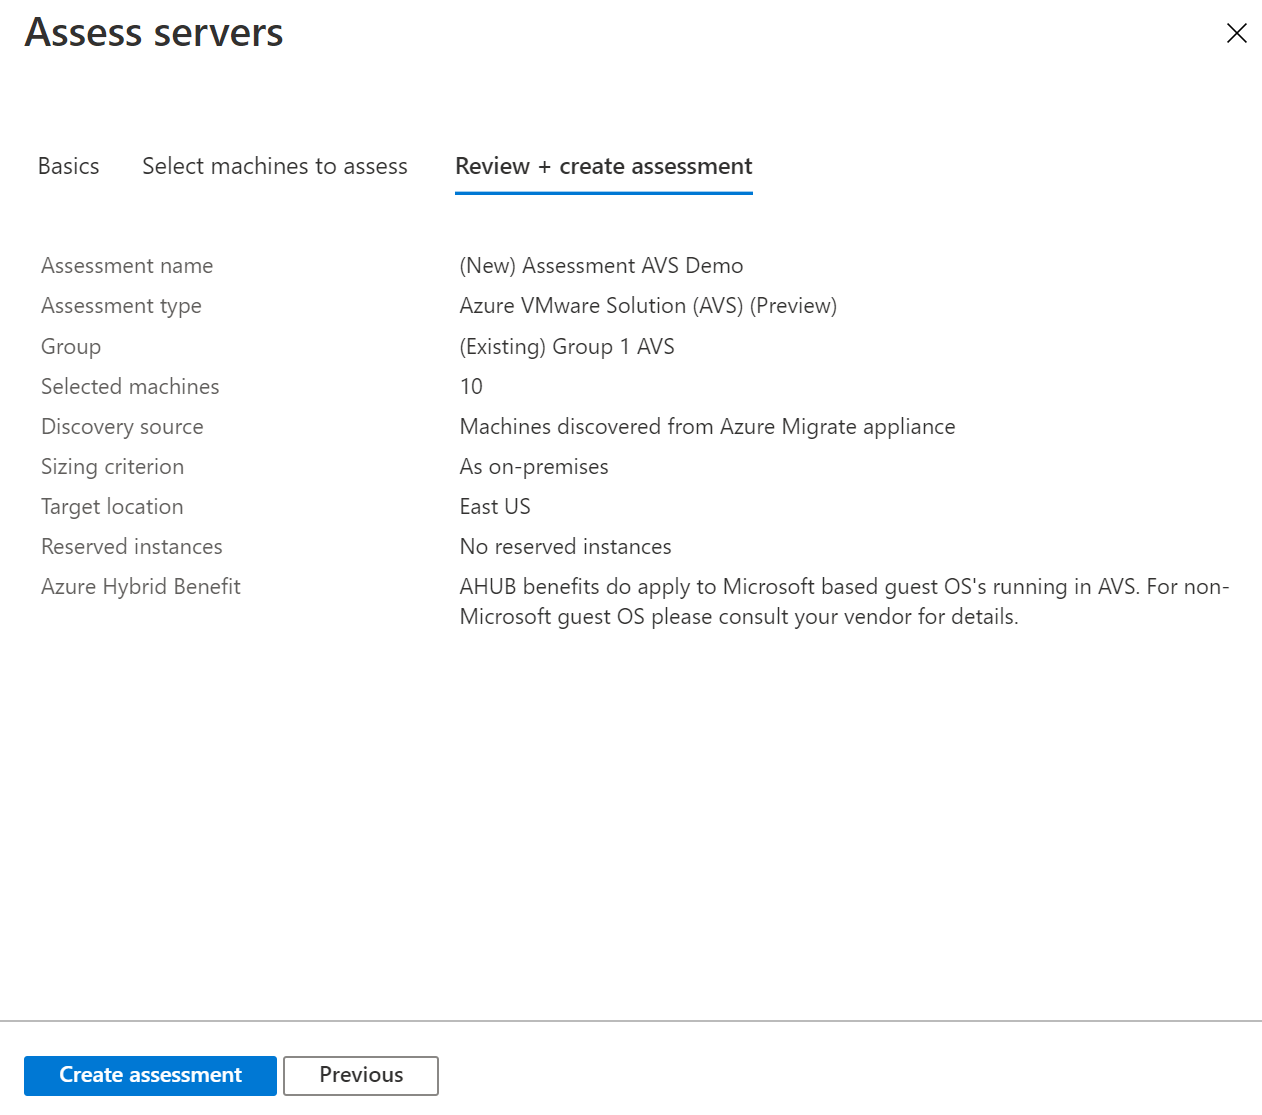 Assess servers
Basics Select machines to assess Review + create assessment
Assessment name (New) Assessment AVS Demo
Assessment type Azure VMware Solution (AVS) (Preview)
Group (Existing) Group 1 AVS
Selected machines 10
Discovery source Machines discovered from Azure Migrate appliance
Sizing criterion As on-premises
Target location East US
Reserved instances No reserved instances
Azure Hybrid Benefit AHUB benefits do apply to Microsoft based guest OS's running in AVS. For non-
Microsoft guest OS please consult your vendor for details.
Create assessment Previous